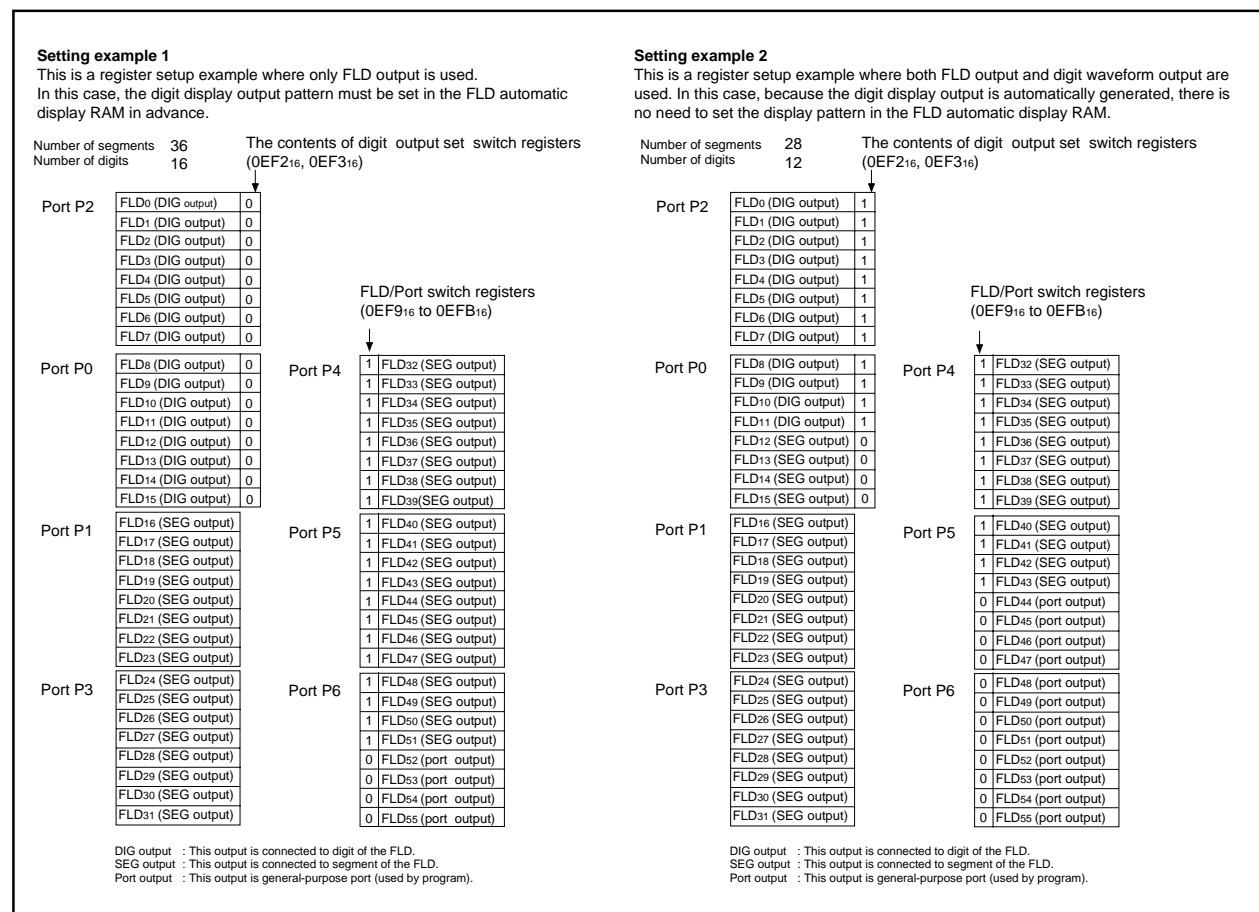 Setting example 1
This is a register setup example where only FLD output is used.
In this case, the digit display output pattern must be set in the FLD automatic
display RAM in advance.
Number of segments 36
Number of digits 16
The contents of digit output set switch registers
(0EF216, 0EF316)
Port P2
FLD0 (DIG output) 0
FLD1 (DIG output) 0
FLD2 (DIG output) 0
FLD3 (DIG output) 0
FLD4 (DIG output) 0
FLD5 (DIG output) 0
FLD6 (DIG output) 0
FLD7 (DIG output) 0
Port P0
FLD8 (DIG output) 0
FLD9 (DIG output) 0
FLD10 (DIG output) 0
FLD11 (DIG output) 0
FLD12 (DIG output) 0
FLD13 (DIG output) 0
FLD14 (DIG output) 0
FLD15 (DIG output) 0
Port P1
FLD16 (SEG output)
FLD17 (SEG output)
FLD18 (SEG output)
FLD19 (SEG output)
FLD20 (SEG output)
FLD21 (SEG output)
FLD22 (SEG output)
FLD23 (SEG output)
Port P3
FLD24 (SEG output)
FLD25 (SEG output)
FLD26 (SEG output)
FLD27 (SEG output)
FLD28 (SEG output)
FLD29 (SEG output)
FLD30 (SEG output)
FLD31 (SEG output)
FLD/Port switch registers
(0EF916 to 0EFB16)
Port P4
1 FLD32 (SEG output)
1 FLD33 (SEG output)
1 FLD34 (SEG output)
1 FLD35 (SEG output)
1 FLD36 (SEG output)
1 FLD37 (SEG output)
1 FLD38 (SEG output)
1 FLD39(SEG output)
Port P5
1 FLD40 (SEG output)
1 FLD41 (SEG output)
1 FLD42 (SEG output)
1 FLD43 (SEG output)
1 FLD44 (SEG output)
1 FLD45 (SEG output)
1 FLD46 (SEG output)
1 FLD47 (SEG output)
Port P6
1 FLD48 (SEG output)
1 FLD49 (SEG output)
1 FLD50 (SEG output)
1 FLD51 (SEG output)
0 FLD52 (port output)
0 FLD53 (port output)
0 FLD54 (port output)
0 FLD55 (port output)
DIG output : This output is connected to digit of the FLD.
SEG output : This output is connected to segment of the FLD.
Port output : This output is general-purpose port (used by program).
Setting example 2
This is a register setup example where both FLD output and digit waveform output are
used. In this case, because the digit display output is automatically generated, there is
no need to set the display pattern in the FLD automatic display RAM.
Number of segments 28
Number of digits 12
The contents of digit output set switch registers
(0EF216, 0EF316)
Port P2
FLD0 (DIG output) 1
FLD1 (DIG output) 1
FLD2 (DIG output) 1
FLD3 (DIG output) 1
FLD4 (DIG output) 1
FLD5 (DIG output) 1
FLD6 (DIG output) 1
FLD7 (DIG output) 1
Port P0
FLD8 (DIG output) 1
FLD9 (DIG output) 1
FLD10 (DIG output) 1
FLD11 (DIG output) 1
FLD12 (SEG output) 0
FLD13 (SEG output) 0
FLD14 (SEG output) 0
FLD15 (SEG output) 0
Port P1
FLD16 (SEG output)
FLD17 (SEG output)
FLD18 (SEG output)
FLD19 (SEG output)
FLD20 (SEG output)
FLD21 (SEG output)
FLD22 (SEG output)
FLD23 (SEG output)
Port P3
FLD24 (SEG output)
FLD25 (SEG output)
FLD26 (SEG output)
FLD27 (SEG output)
FLD28 (SEG output)
FLD29 (SEG output)
FLD30 (SEG output)
FLD31 (SEG output)
FLD/Port switch registers
(0EF916 to 0EFB16)
Port P4
1 FLD32 (SEG output)
1 FLD33 (SEG output)
1 FLD34 (SEG output)
1 FLD35 (SEG output)
1 FLD36 (SEG output)
1 FLD37 (SEG output)
1 FLD38 (SEG output)
1 FLD39 (SEG output)
Port P5
1 FLD40 (SEG output)
1 FLD41 (SEG output)
1 FLD42 (SEG output)
1 FLD43 (SEG output)
0 FLD44 (port output)
0 FLD45 (port output)
0 FLD46 (port output)
0 FLD47 (port output)
Port P6
0 FLD48 (port output)
0 FLD49 (port output)
0 FLD50 (port output)
0 FLD51 (port output)
0 FLD52 (port output)
0 FLD53 (port output)
0 FLD54 (port output)
0 FLD55 (port output)
DIG output : This output is connected to digit of the FLD.
SEG output : This output is connected to segment of the FLD.
Port output : This output is general-purpose port (used by program).